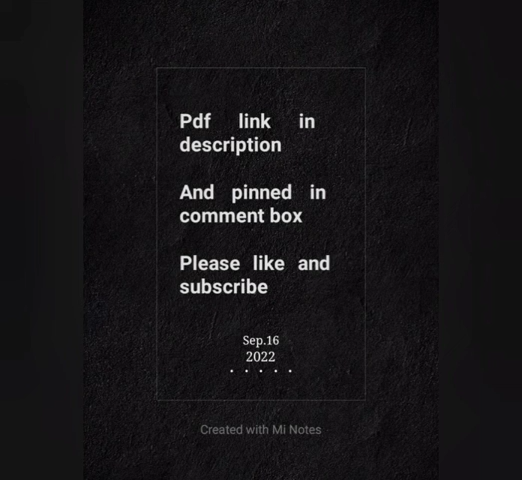 Pdf link in
description
And pinned in
comment box
Please like and
subscribe
Sep.16
2022
Created with Mi Notes